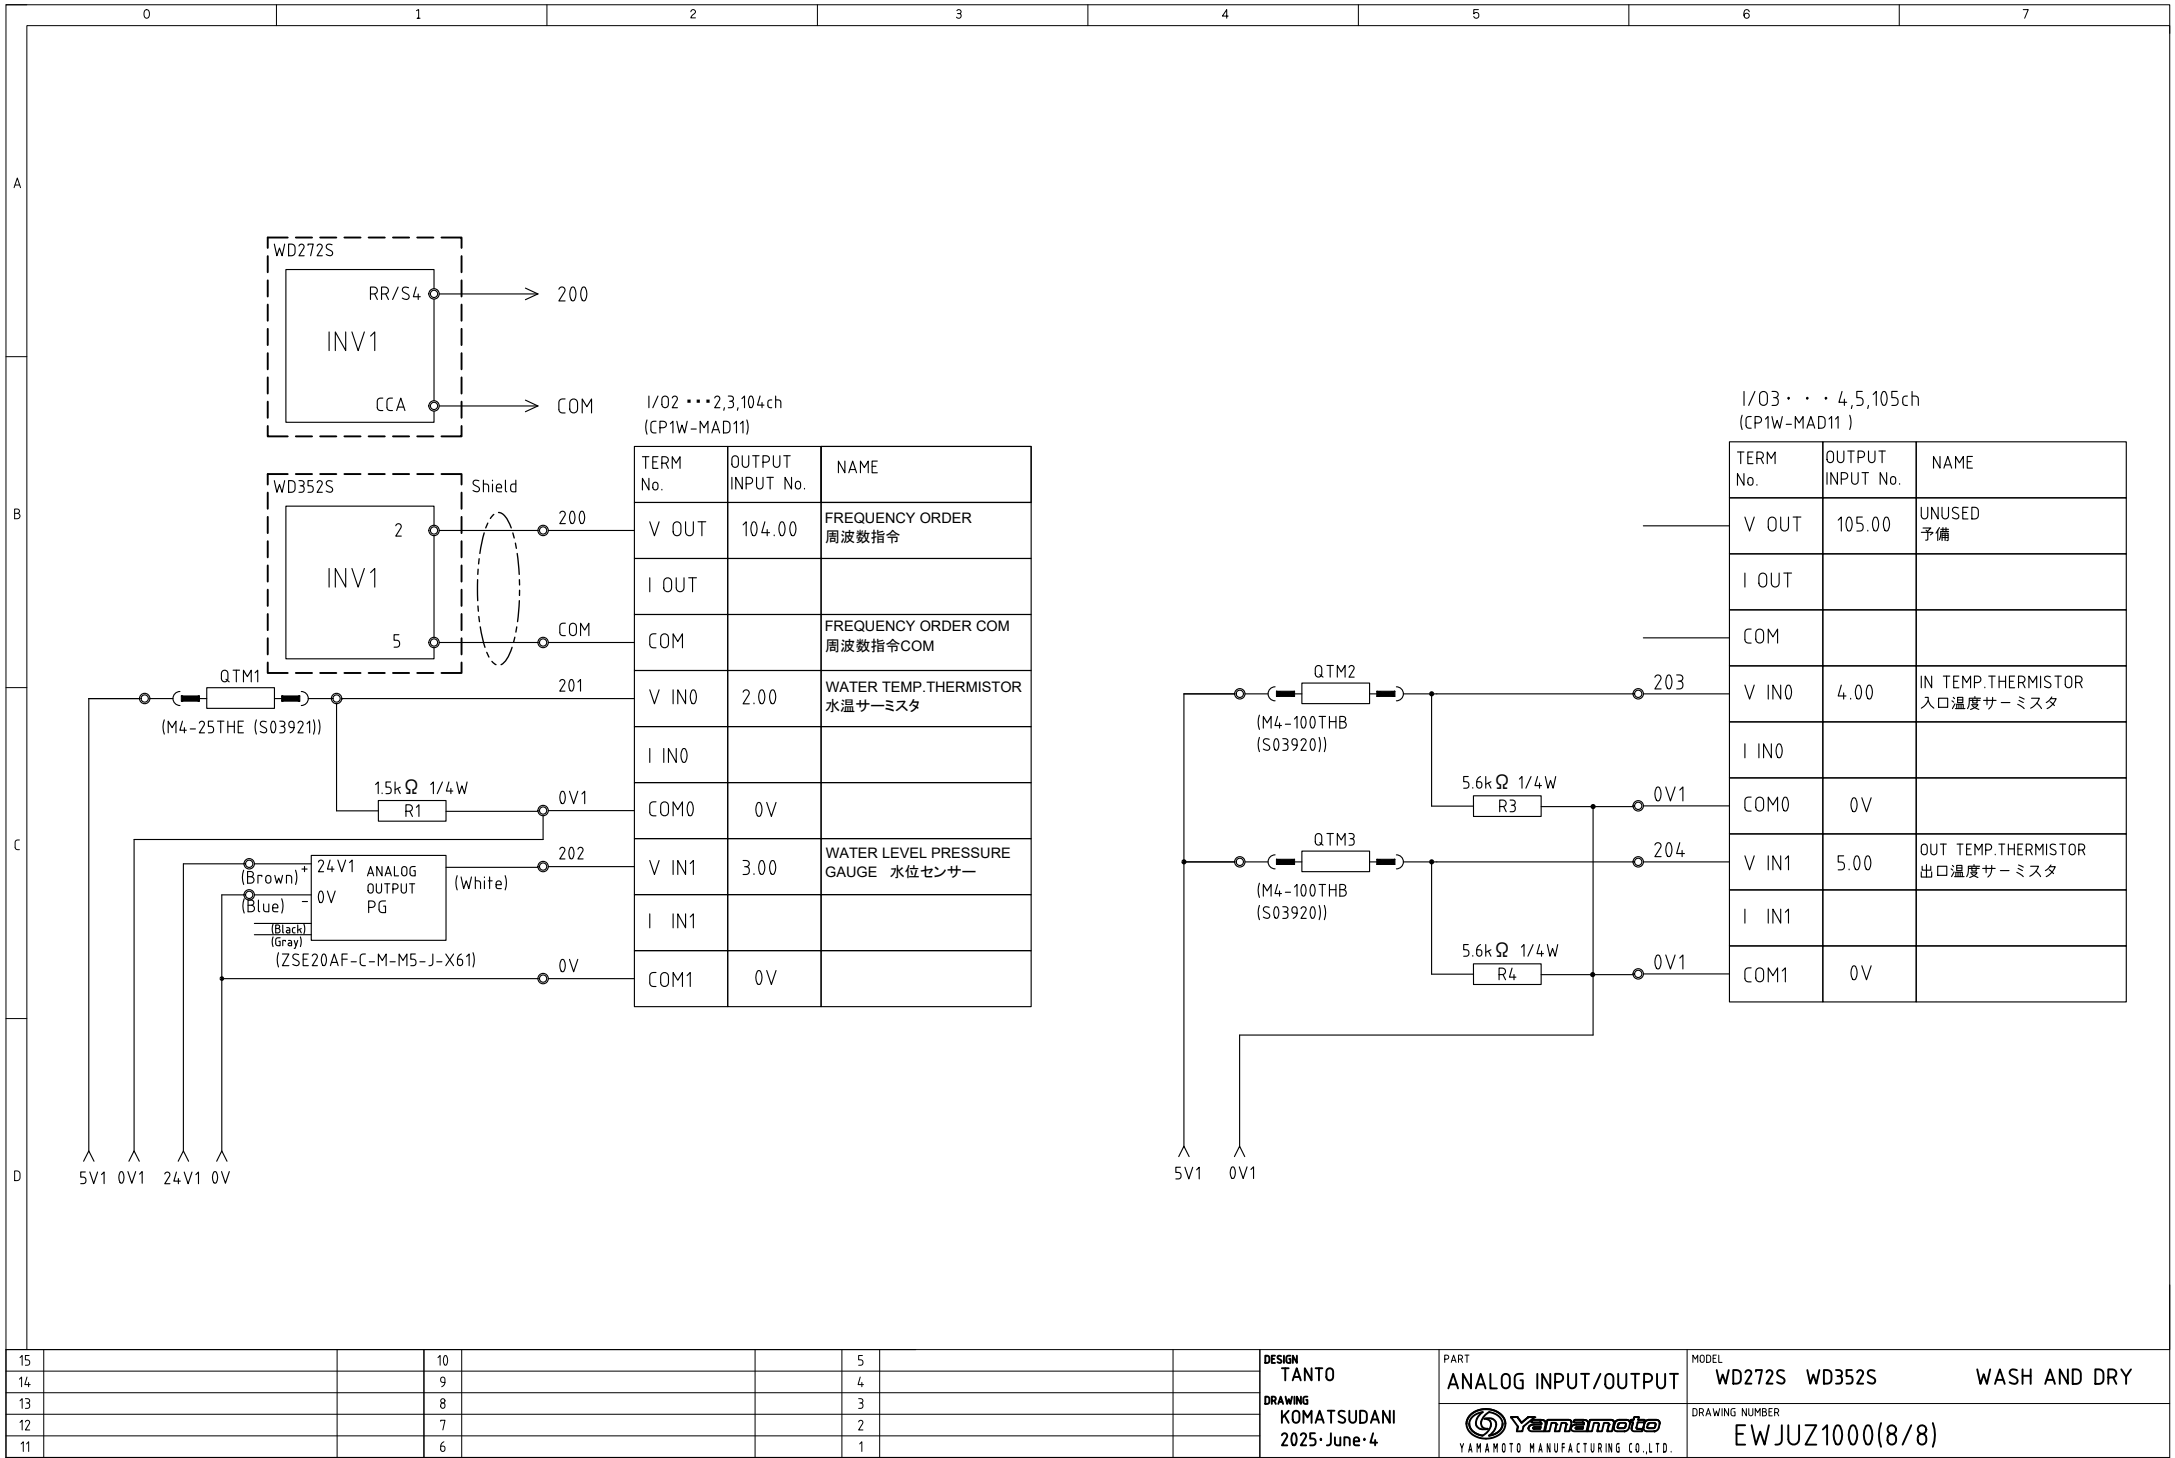 0 1 2 3 4 5 6 7
A
B
C
D
WD272S
RR/S4
200
INV1
CCA
COM
WD352S
Shield
2
INV1
5
200
COM
QTM1
201
(M4-25THE (S03921))
1.5kΩ 1/4W
R1
0V1
202
(Brown)
+
24V1
ANALOG
OUTPUT
PG
(White)
(Blue)
-
0V
(Black)
(Gray)
(ZSE20AF-C-M-M5-J-X61)
0V
5V1 0V1 24V1 0V
I/O2 ･･･2,3,104ch
(CP1W-MAD11)
TERM
No.
OUTPUT
INPUT No.
NAME
V OUT 104.00
FREQUENCY ORDER
周波数指令
I OUT
COM
FREQUENCY ORDER COM
周波数指令COM
V IN0 2.00
WATER TEMP.THERMISTOR
水温サーミスタ
I IN0
COM0 0V
V IN1 3.00
WATER LEVEL PRESSURE
GAUGE 水位センサー
I IN1
COM1 0V
QTM2
203
(M4-100THB
(S03920))
5.6kΩ 1/4W
R3
0V1
QTM3
204
(M4-100THB
(S03920))
5.6kΩ 1/4W
R4
0V1
5V1 0V1
I/O3・・・4,5,105ch
(CP1W-MAD11 )
TERM
No.
OUTPUT
INPUT No.
NAME
V OUT 105.00
UNUSED
予備
I OUT
COM
V IN0 4.00
IN TEMP.THERMISTOR
入口温度サーミスタ
I IN0
COM0 0V
V IN1 5.00
OUT TEMP.THERMISTOR
出口温度サーミスタ
I IN1
COM1 0V
15 10 5
14 9 4
13 8 3
12 7 2
11 6 1
DESIGN
TANTO
DRAWING
KOMATSUDANI
2025・June・4
PART
ANALOG INPUT/OUTPUT
Yamamoto
YAMAMOTO MANUFACTURING CO.,LTD.
MODEL
WD272S WD352S WASH AND DRY
DRAWING NUMBER
EWJUZ1000(8/8)